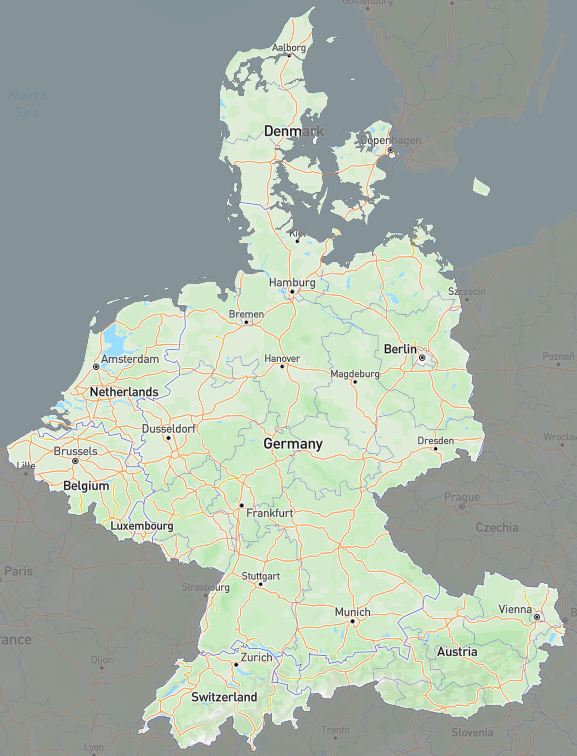 Gothenburg
North
Sea
Aalborg
Denmark
Copenhagen
Kiel
Hamburg
Szczecin
Bremen
Berlin
Amsterdam
Hanover
Poznań
Magdeburg
Netherlands
Dusseldorf
Germany
Dresden
Wrocław
Brussels
Lille
Belgium
Prague
Luxembourg
Frankfurt
Czechia
Paris
Stuttgart
Strasbourg
Munich
Vienna
B
rance
Zurich
Austria
Dijon
Switzerland
Trento
Slovenia
Lyon